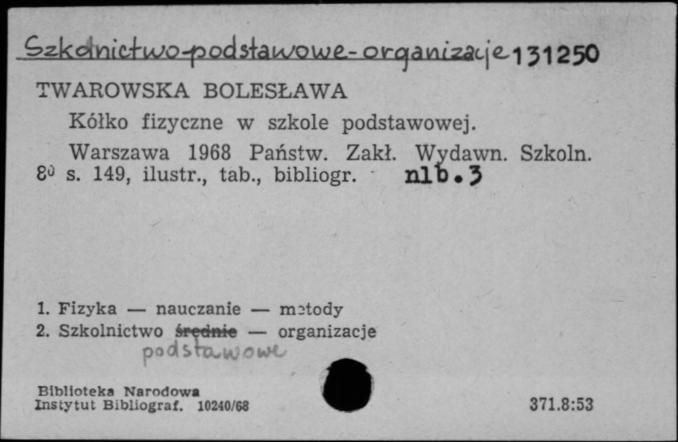 Szkolnictwo-podstawowe-organizacje 131250
TWAROWSKA BOLESŁAWA
Kółko fizyczne w szkole podstawowej.
Warszawa 1968 Państw. Zakł. Wydawn. Szkoln.
8⁰ s. 149, ilustr., tab., bibliogr. nlb.3
1. Fizyka — nauczanie — metody
2. Szkolnictwo średnie — organizacje
podstawowe
Biblioteka Narodowa
Instytut Bibliograf. 10240/68
371.8:53